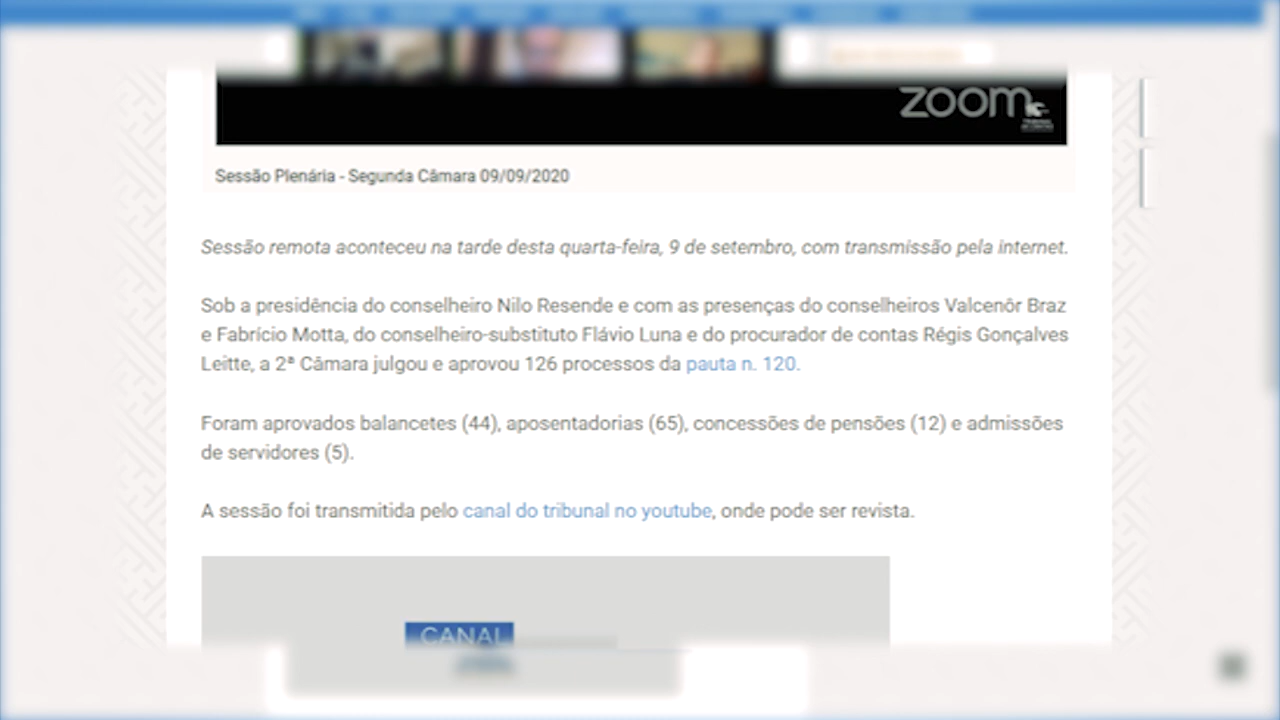 zoom
Sessão Plenária - Segunda Câmara 09/09/2020
Sessão remota aconteceu na tarde desta quarta-feira, 9 de setembro, com transmissão pela internet.
Sob a presidência do conselheiro Nilo Resende e com as presenças do conselheiros Valcenôr Braz
e Fabrício Motta, do conselheiro-substituto Flávio Luna e do procurador de contas Régis Gonçalves
Leitte, a 2ª Câmara julgou e aprovou 126 processos da pauta n. 120.
Foram aprovados balancetes (44), aposentadorias (65), concessões de pensões (12) e admissões
de servidores (5).
A sessão foi transmitida pelo canal do tribunal no youtube, onde pode ser revista.
CANAL